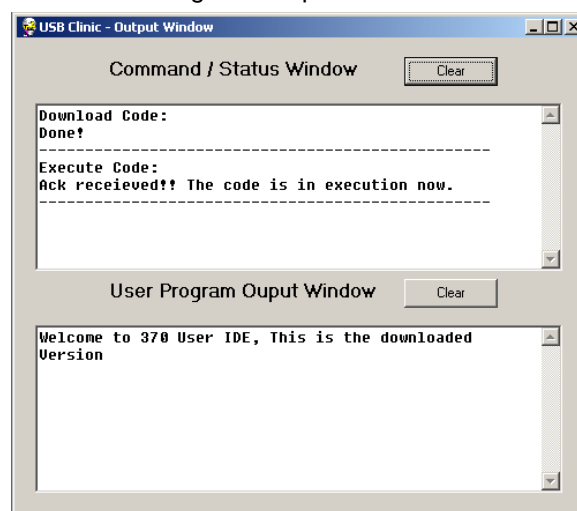 USB Clinic - Output Window
Command / Status Window
Clear
Download Code:
Done!
--------------------------------------------------
Execute Code:
Ack receieved!! The code is in execution now.
--------------------------------------------------
User Program Ouput Window
Clear
Welcome to 370 User IDE, This is the downloaded
Version